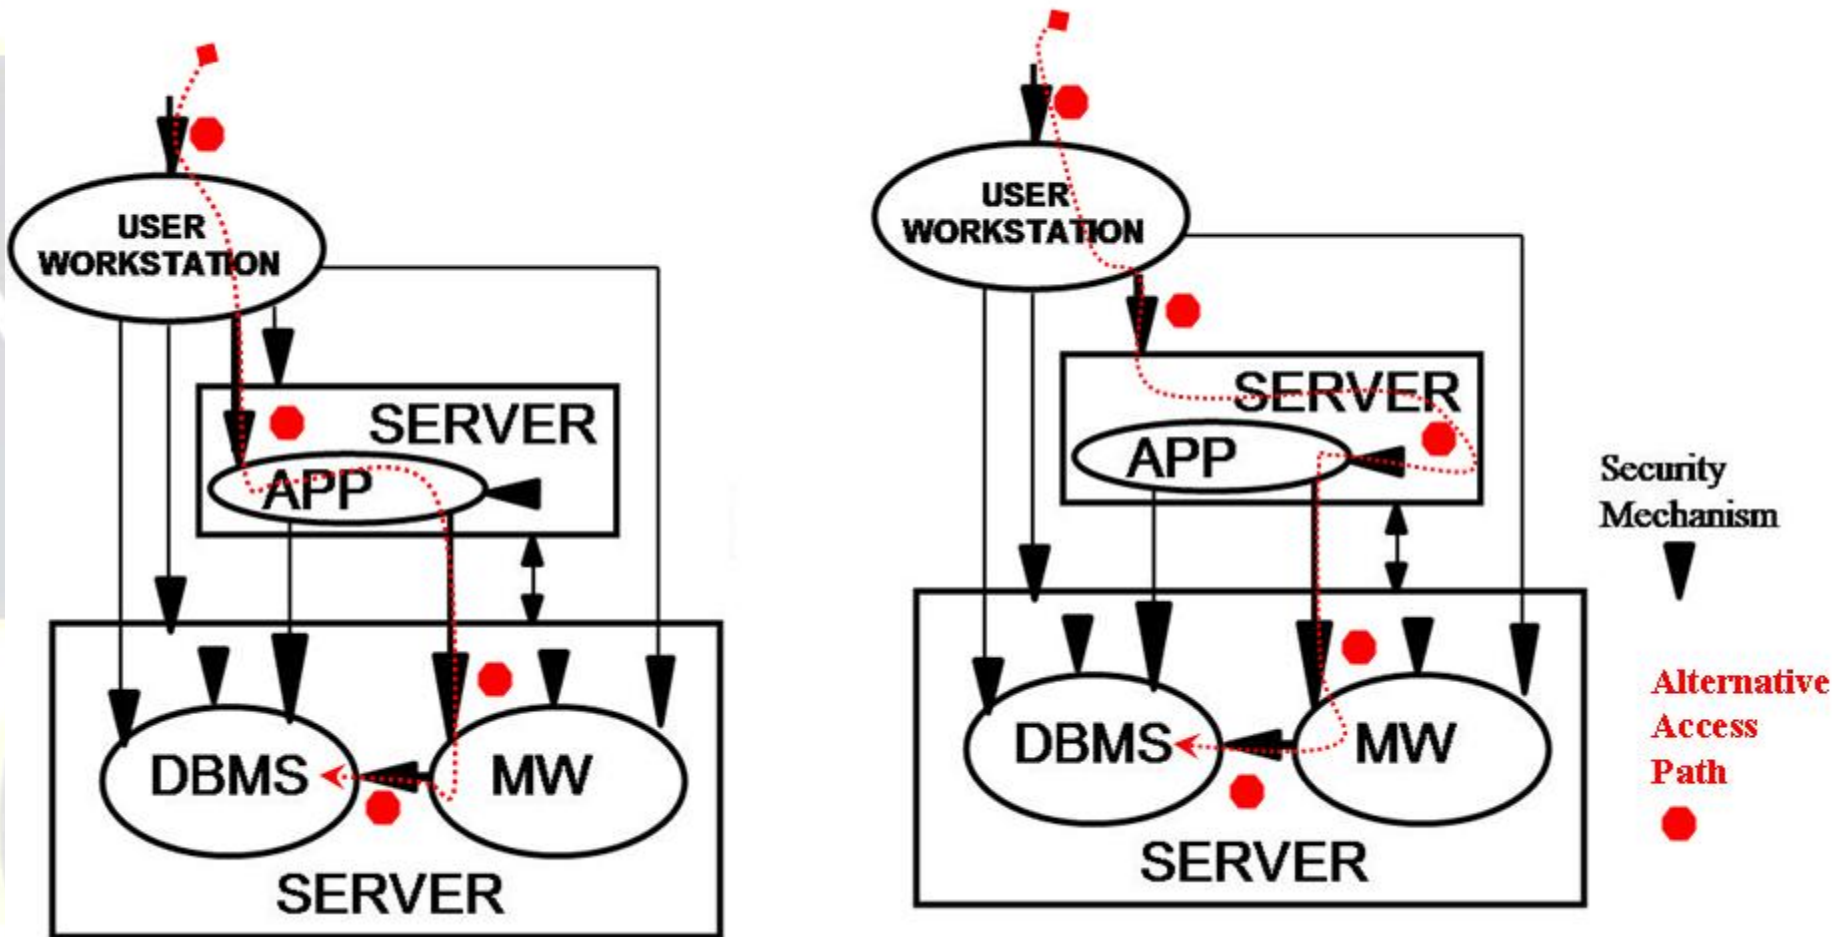 USER
WORKSTATION
SERVER
APP
DBMS
MW
SERVER
USER
WORKSTATION
SERVER
APP
DBMS
MW
SERVER
Security
Mechanism
Alternative
Access
Path